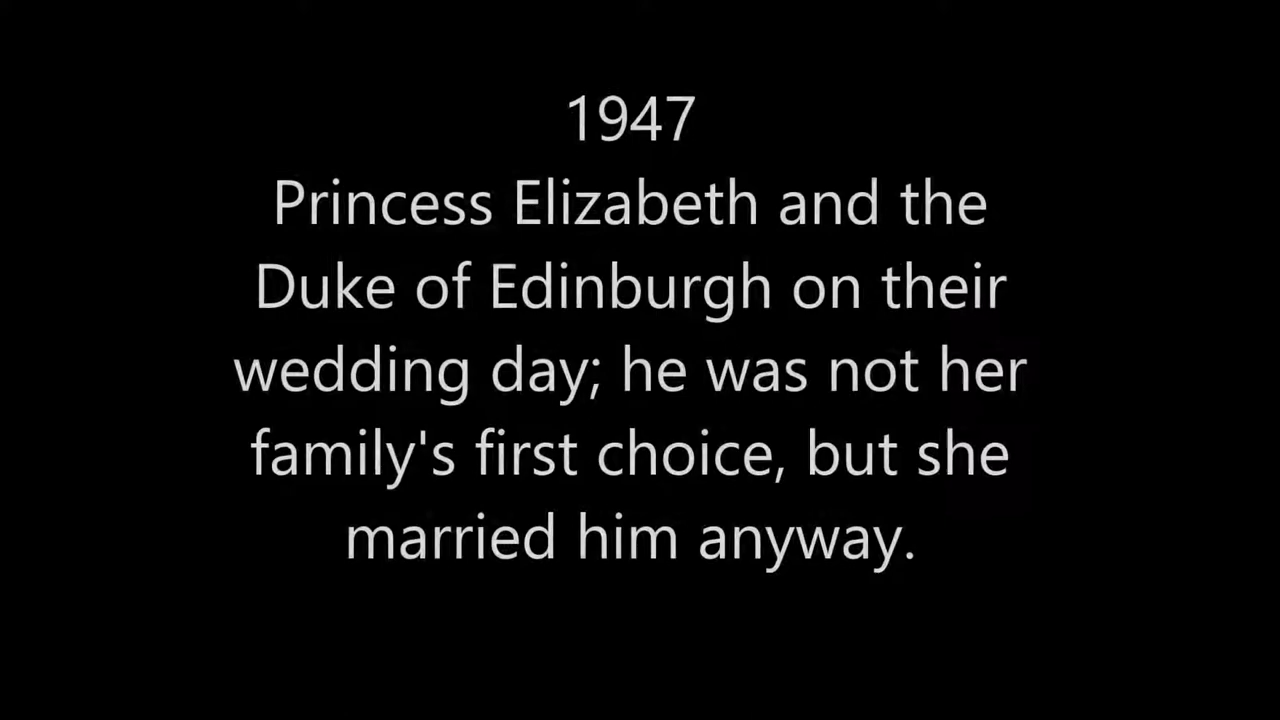 1947
Princess Elizabeth and the
Duke of Edinburgh on their
wedding day; he was not her
family's first choice, but she
married him anyway.